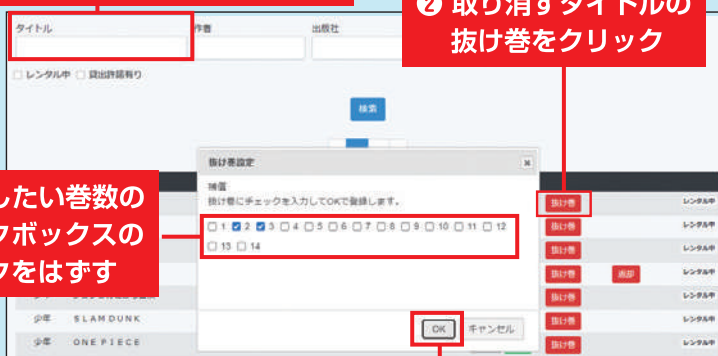 ❷ 取り消すタイトルの
抜け巻をクリック
タイトル
作者
出版社
レンタル中
貸出許諾有り
検索
抜け巻設定
補値
抜け巻にチェックを入力してOKで登録します。
1 2 3 4 5 6 7 8 9 10 11 12
13 14
したい巻数の
クボックスの
クをはずす
抜け巻 レンタル中
抜け巻 レンタル中
抜け巻 レンタル中
抜け巻 返却 レンタル中
抜け巻 レンタル中
少年 SLAMDUNK
抜け巻 レンタル中
OK キャンセル
少年 ONE PIECE
抜け巻 レンタル中